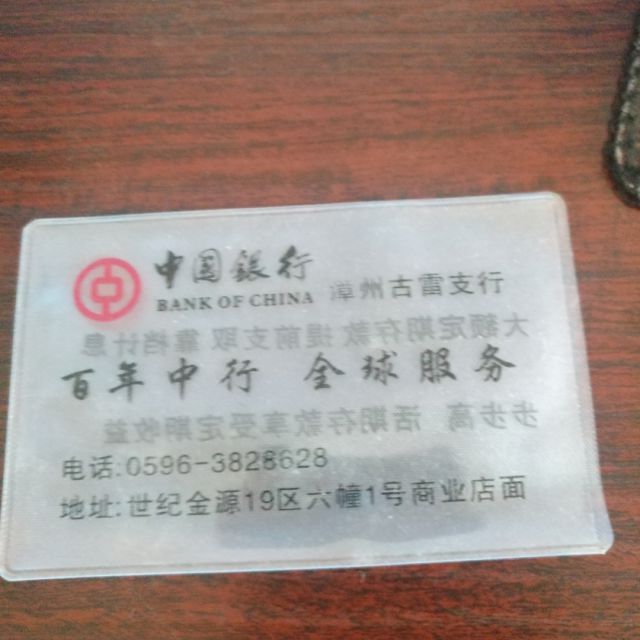 中国銀行
BANK OF CHINA 漳州古雷支行
大额定期存款 提前支取 靠档计息
百年中行 全球服务
步步高 活期存款享受定期收益
电话:0596-3828628
地址:世纪金源19区六幢1号商业店面